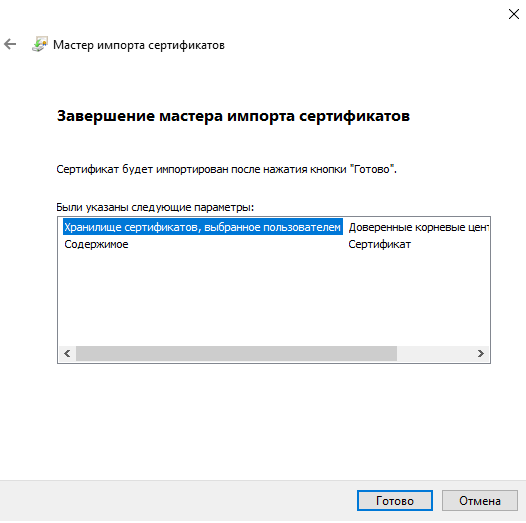 Мастер импорта сертификатов
Завершение мастера импорта сертификатов
Сертификат будет импортирован после нажатия кнопки "Готово".
Были указаны следующие параметры:
Хранилище сертификатов, выбранное пользователем Доверенные корневые цент
Содержимое Сертификат
Готово Отмена